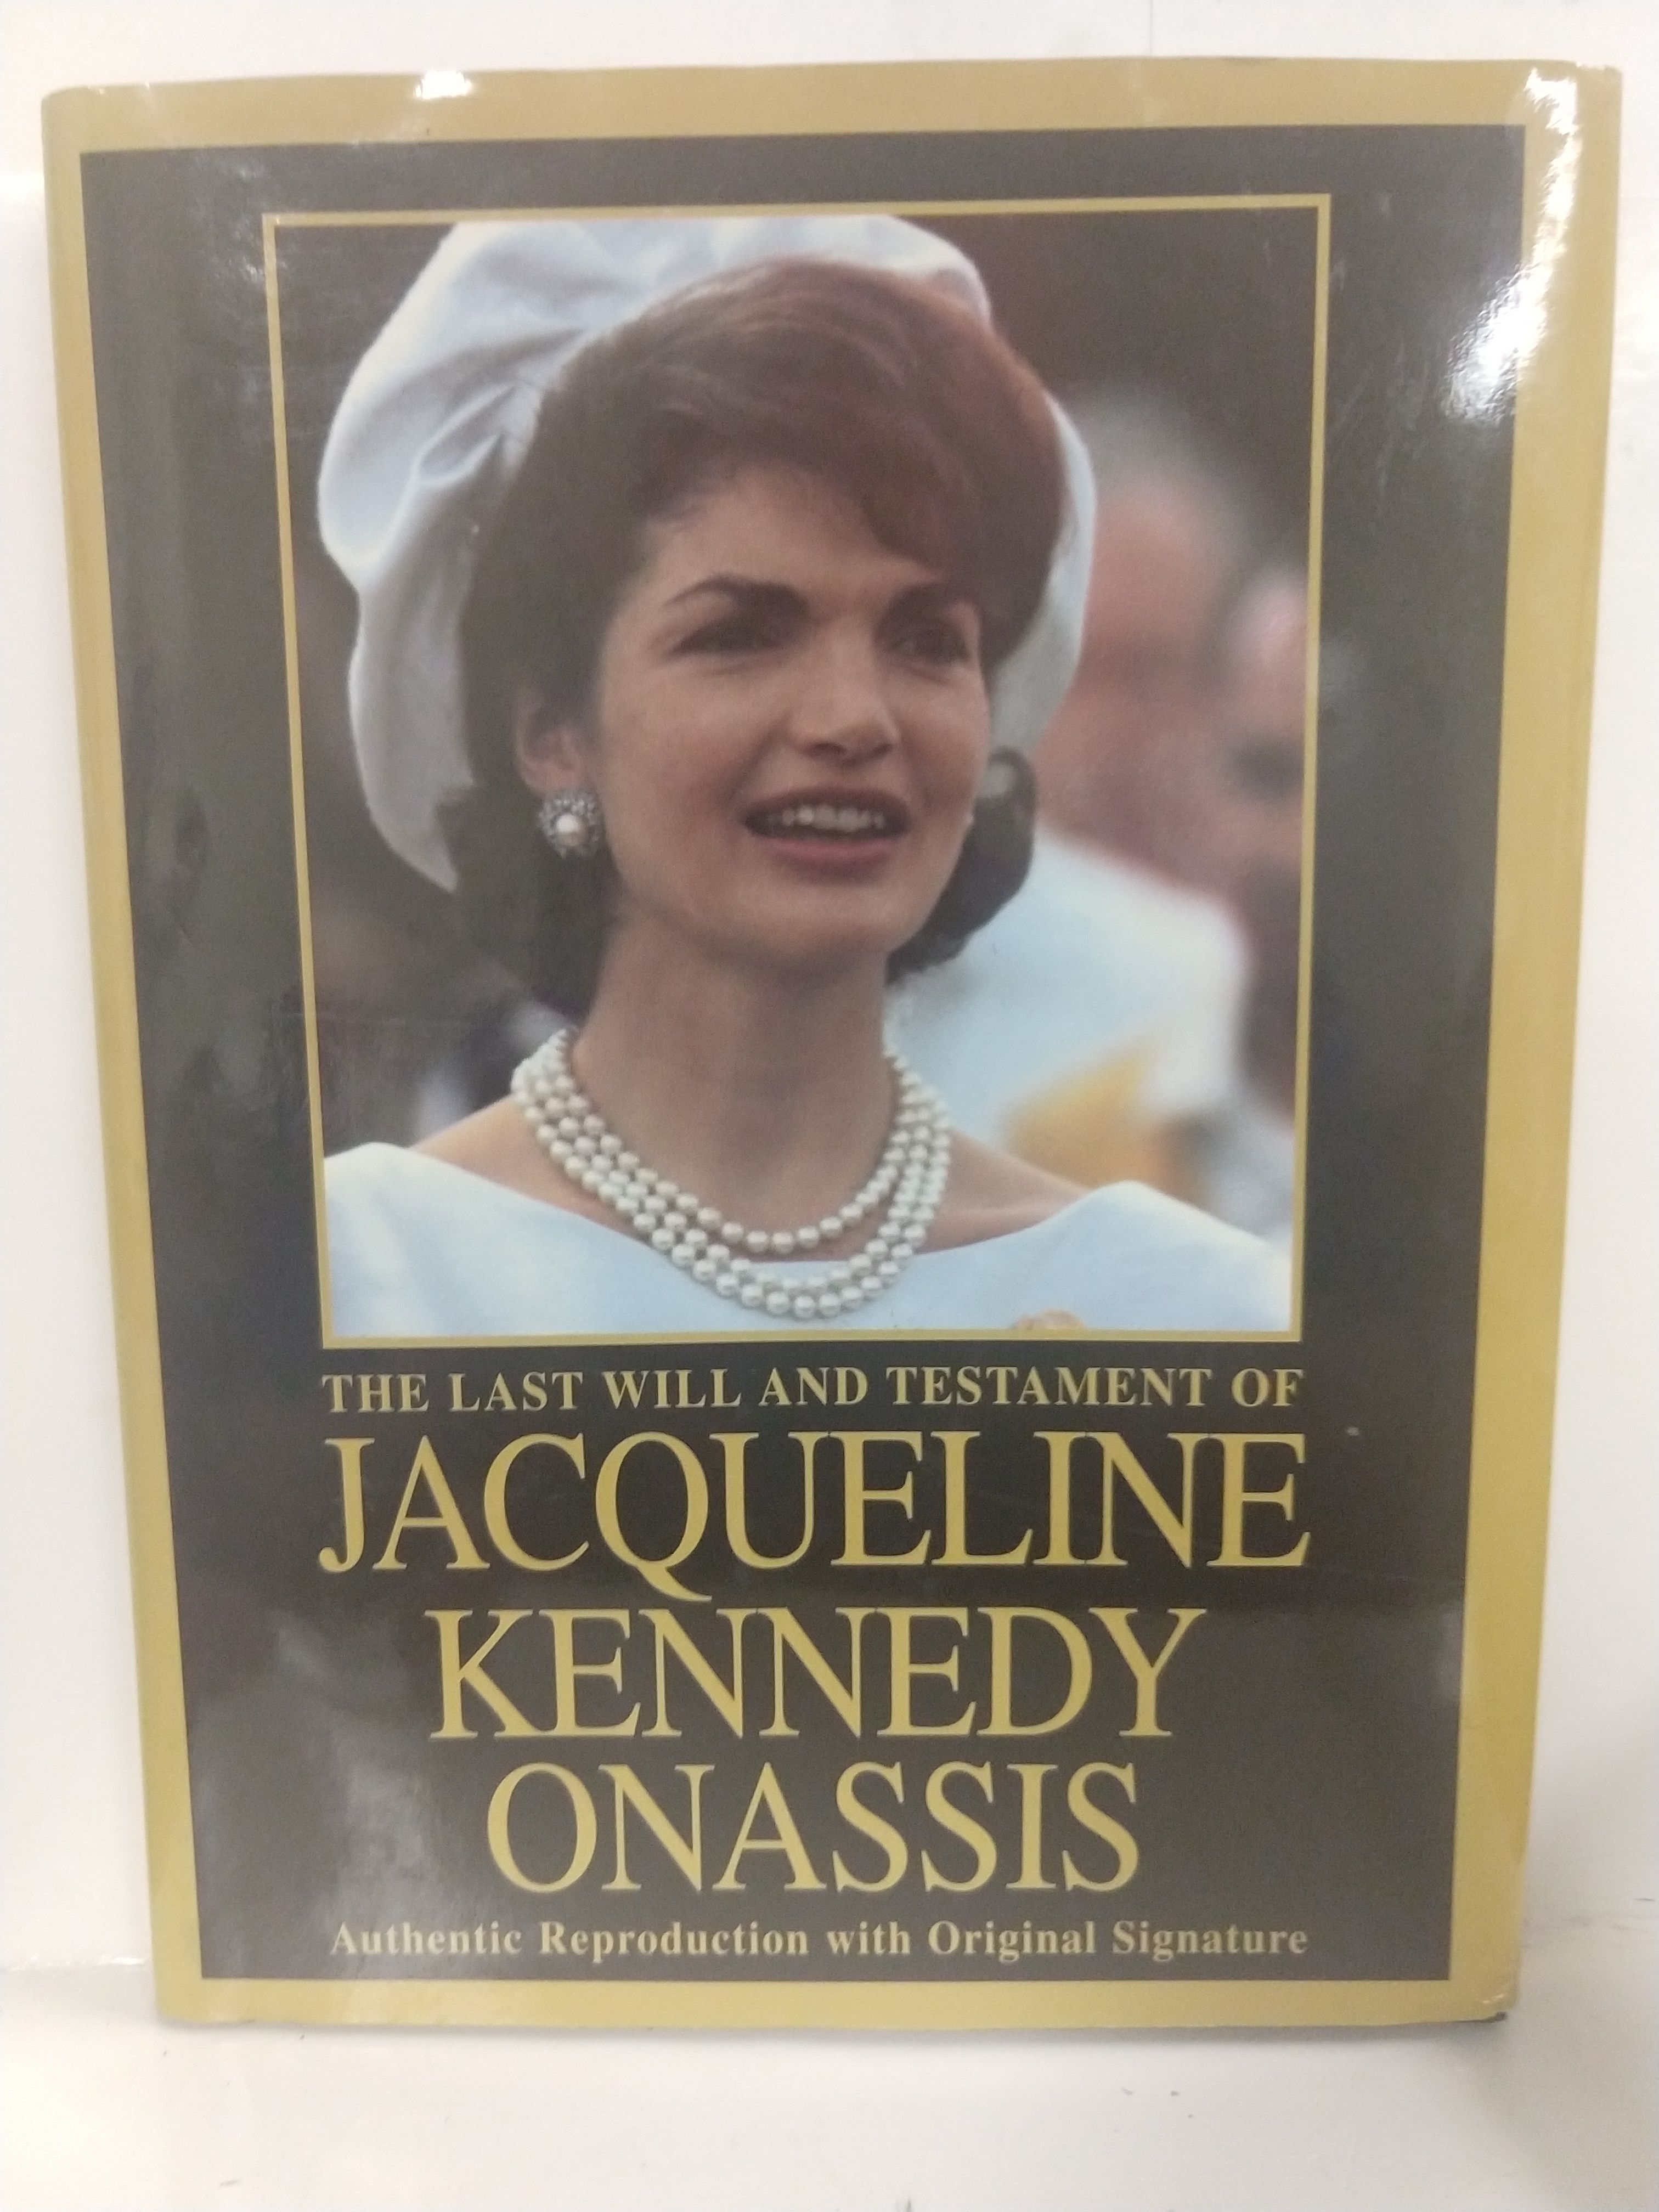 THE LAST WILL AND TESTAMENT OF
JACQUELINE
KENNEDY
ONASSIS
Authentic Reproduction with Original Signature